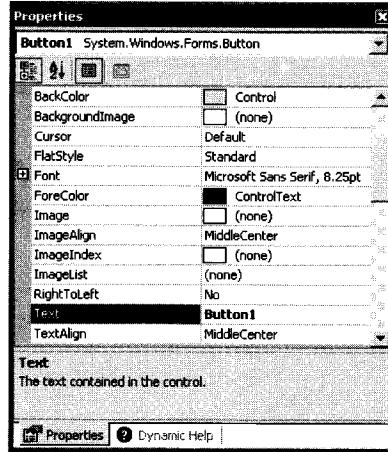 Properties
Button1 System.Windows.Forms.Button
BackColor Control
BackgroundImage (none)
Cursor Default
FlatStyle Standard
Font Microsoft Sans Serif, 8.25pt
ForeColor ControlText
Image (none)
ImageAlign MiddleCenter
ImageIndex (none)
ImageList (none)
RightToLeft No
Text Button1
TextAlign MiddleCenter
Text
The text contained in the control.
Properties Dynamic Help